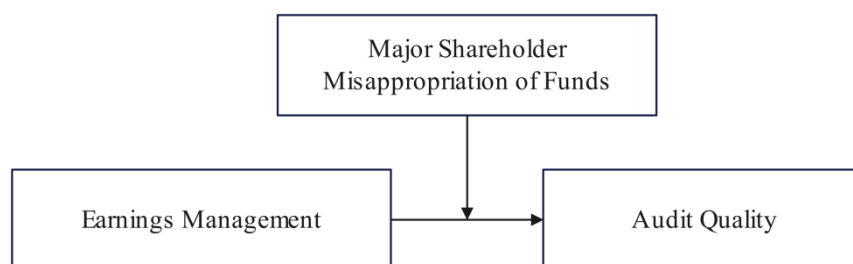 Major Shareholder
Misappropriation of Funds
Earnings Management
Audit Quality